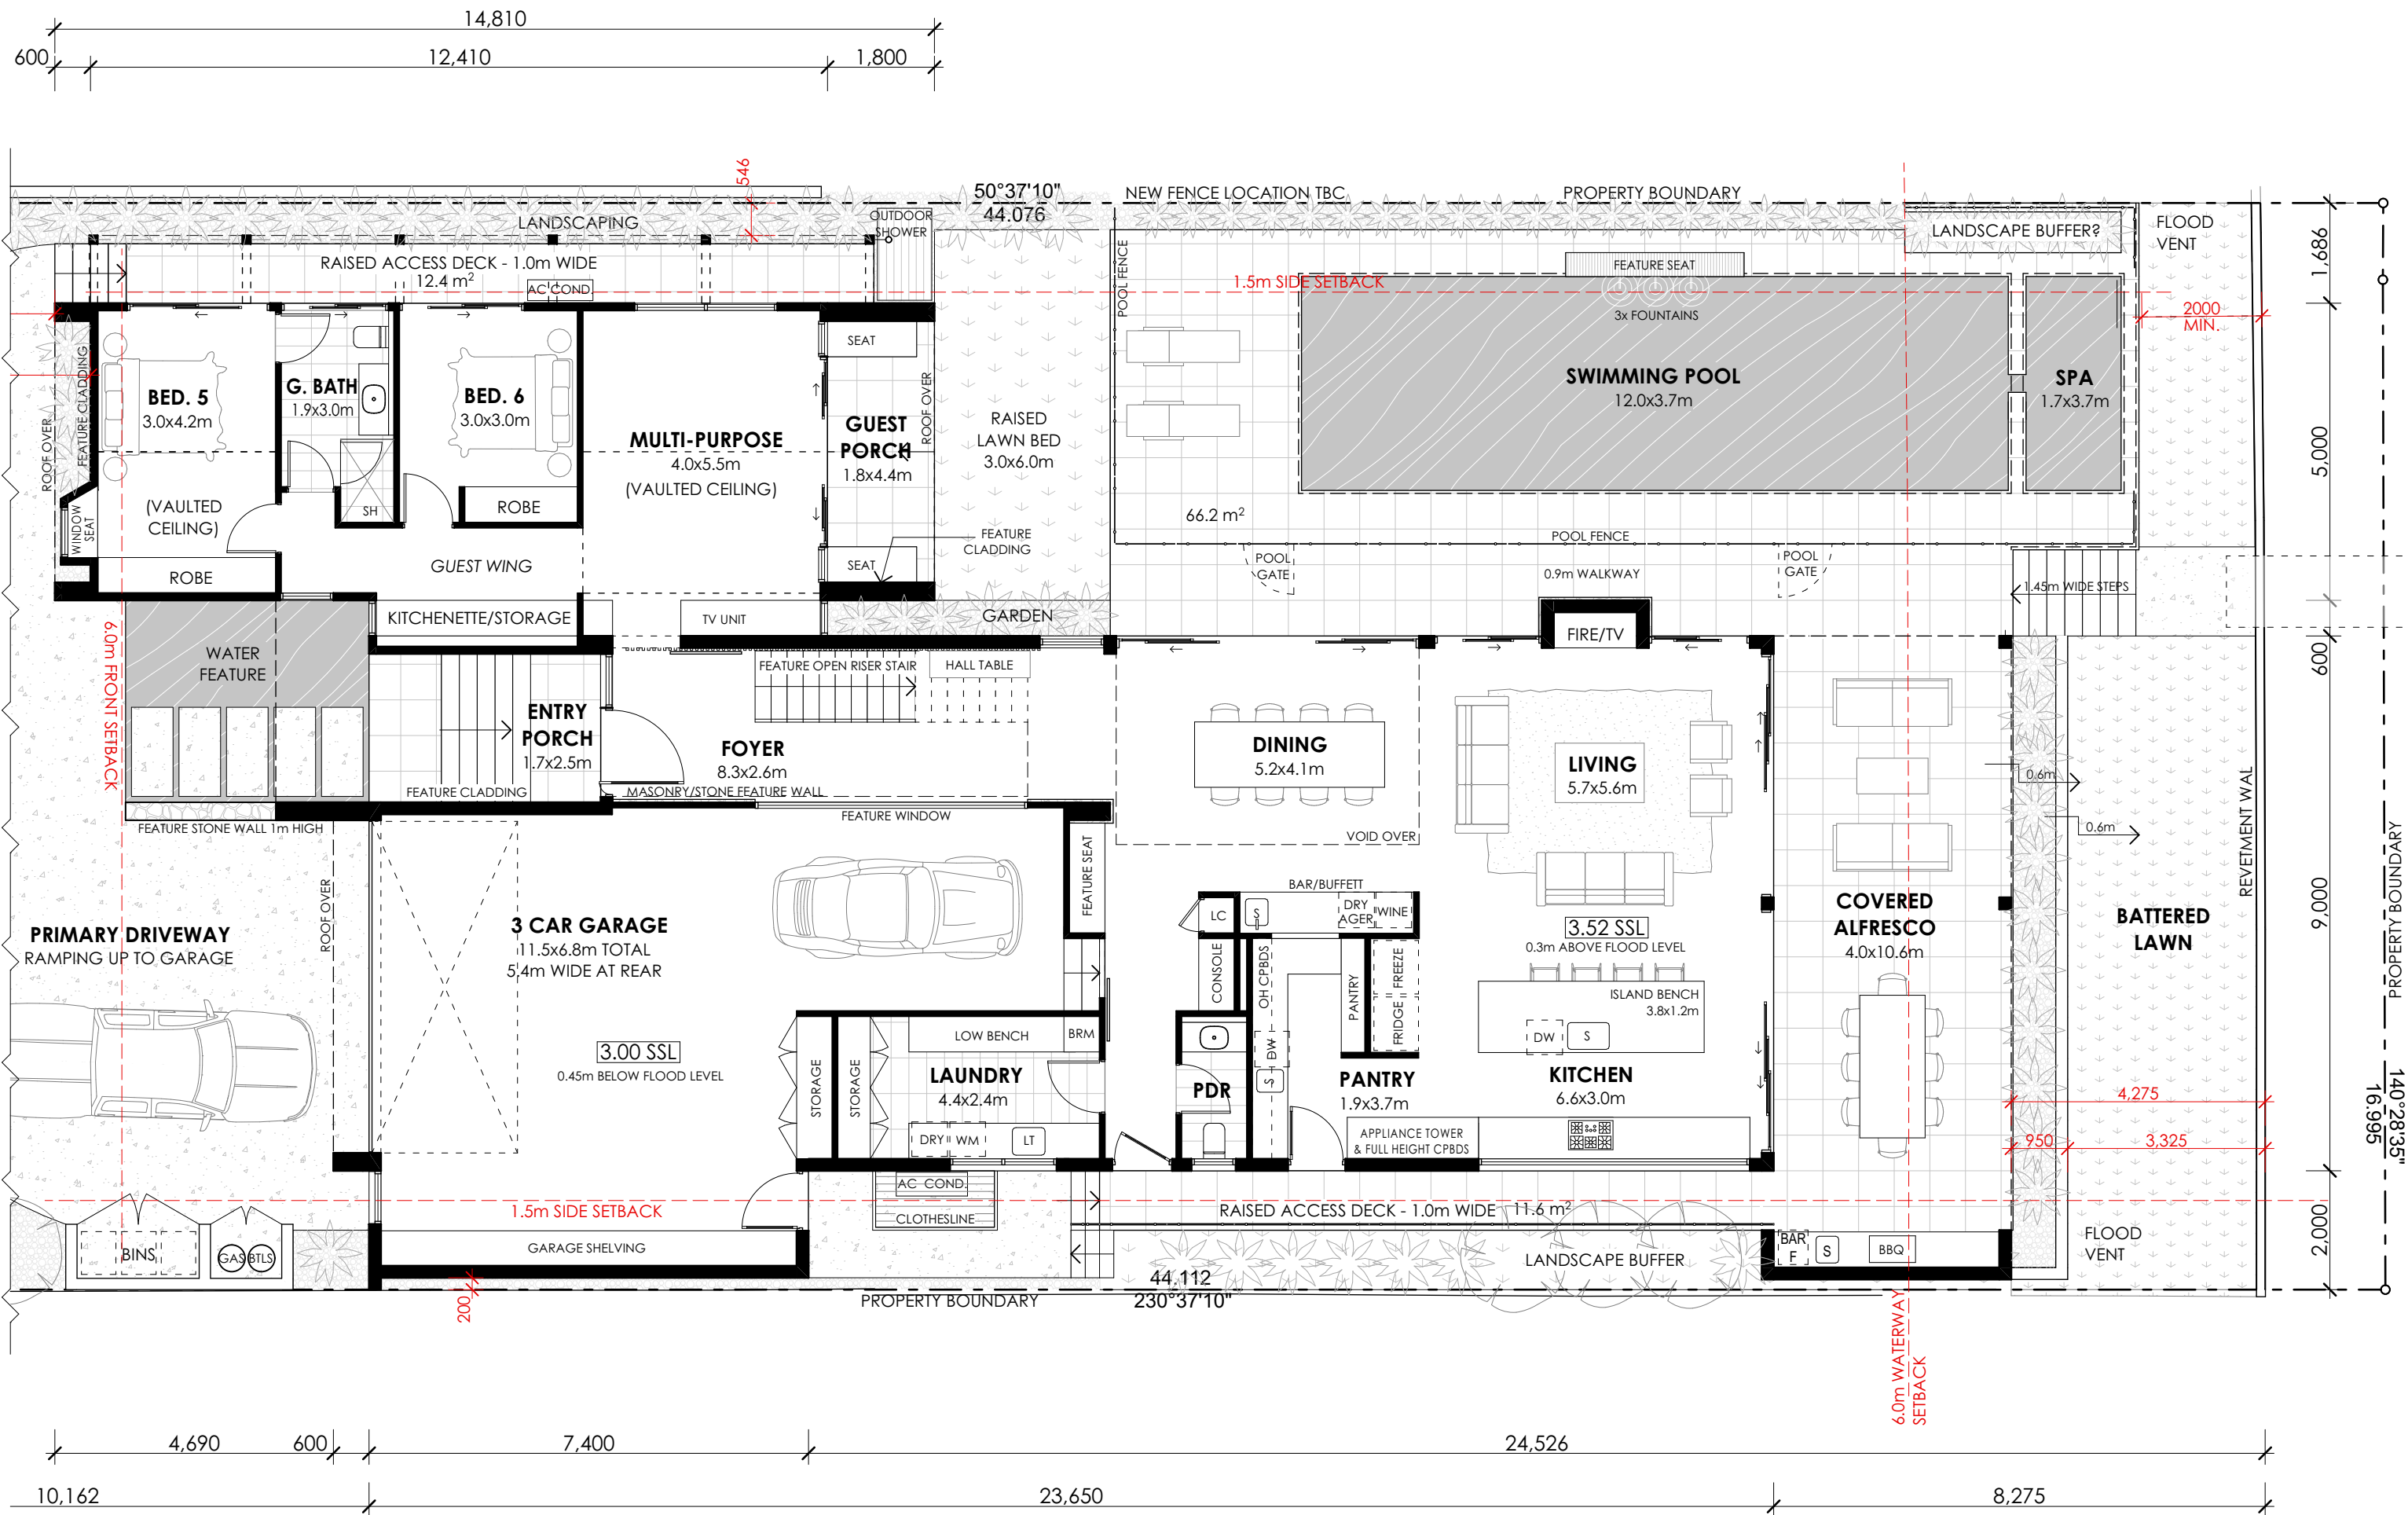 14,810
600
12,410
1,800
546
50°37'10"
44.076
NEW FENCE LOCATION TBC
PROPERTY BOUNDARY
LANDSCAPING
OUTDOOR
SHOWER
LANDSCAPE BUFFER?
FLOOD
VENT
RAISED ACCESS DECK - 1.0m WIDE
12.4 m²
AC COND.
POOL FENCE
FEATURE SEAT
1.5m SIDE SETBACK
3x FOUNTAINS
2000
MIN.
1,686
ROOF OVER
FEATURE CLADDING
BED. 5
3.0x4.2m
(VAULTED
CEILING)
WINDOW
SEAT
ROBE
G. BATH
1.9x3.0m
SH
BED. 6
3.0x3.0m
ROBE
MULTI-PURPOSE
4.0x5.5m
(VAULTED CEILING)
SEAT
GUEST
PORCH
1.8x4.4m
SEAT
ROOF OVER
RAISED
LAWN BED
3.0x6.0m
FEATURE
CLADDING
SWIMMING POOL
12.0x3.7m
SPA
1.7x3.7m
5,000
66.2 m²
POOL FENCE
POOL
GATE
0.9m WALKWAY
POOL
GATE
1.45m WIDE STEPS
GUEST WING
KITCHENETTE/STORAGE
TV UNIT
GARDEN
FIRE/TV
600
6.0m FRONT SETBACK
WATER
FEATURE
FEATURE OPEN RISER STAIR
HALL TABLE
ENTRY
PORCH
1.7x2.5m
FOYER
8.3x2.6m
FEATURE CLADDING
MASONRY/STONE FEATURE WALL
FEATURE WINDOW
FEATURE STONE WALL 1m HIGH
DINING
5.2x4.1m
VOID OVER
LIVING
5.7x5.6m
0.6m
0.6m
REVETMENT WAL
PROPERTY BOUNDARY
9,000
ROOF OVER
PRIMARY DRIVEWAY
RAMPING UP TO GARAGE
3 CAR GARAGE
11.5x6.8m TOTAL
5.4m WIDE AT REAR
FEATURE SEAT
BAR/BUFFETT
LC
S
DRY
AGER
WINE
3.52 SSL
0.3m ABOVE FLOOD LEVEL
COVERED
ALFRESCO
4.0x10.6m
BATTERED
LAWN
CONSOLE
OH CPBDS
PANTRY
FREEZE
FRIDGE
ISLAND BENCH
3.8x1.2m
DW
S
3.00 SSL
0.45m BELOW FLOOD LEVEL
STORAGE
STORAGE
LOW BENCH
BRM
LAUNDRY
4.4x2.4m
DRY
WM
LT
PDR
DW
S
PANTRY
1.9x3.7m
KITCHEN
6.6x3.0m
APPLIANCE TOWER
& FULL HEIGHT CPBDS
4,275
950
3,325
140°28'35"
16.995
AC COND.
CLOTHESLINE
1.5m SIDE SETBACK
RAISED ACCESS DECK - 1.0m WIDE
11.6 m²
BINS
GAS
BTLS
GARAGE SHELVING
LANDSCAPE BUFFER
BAR
F
S
BBQ
FLOOD
VENT
2,000
200
PROPERTY BOUNDARY
44.112
230°37'10"
6.0m WATERWAY
SETBACK
4,690
600
7,400
24,526
10,162
23,650
8,275